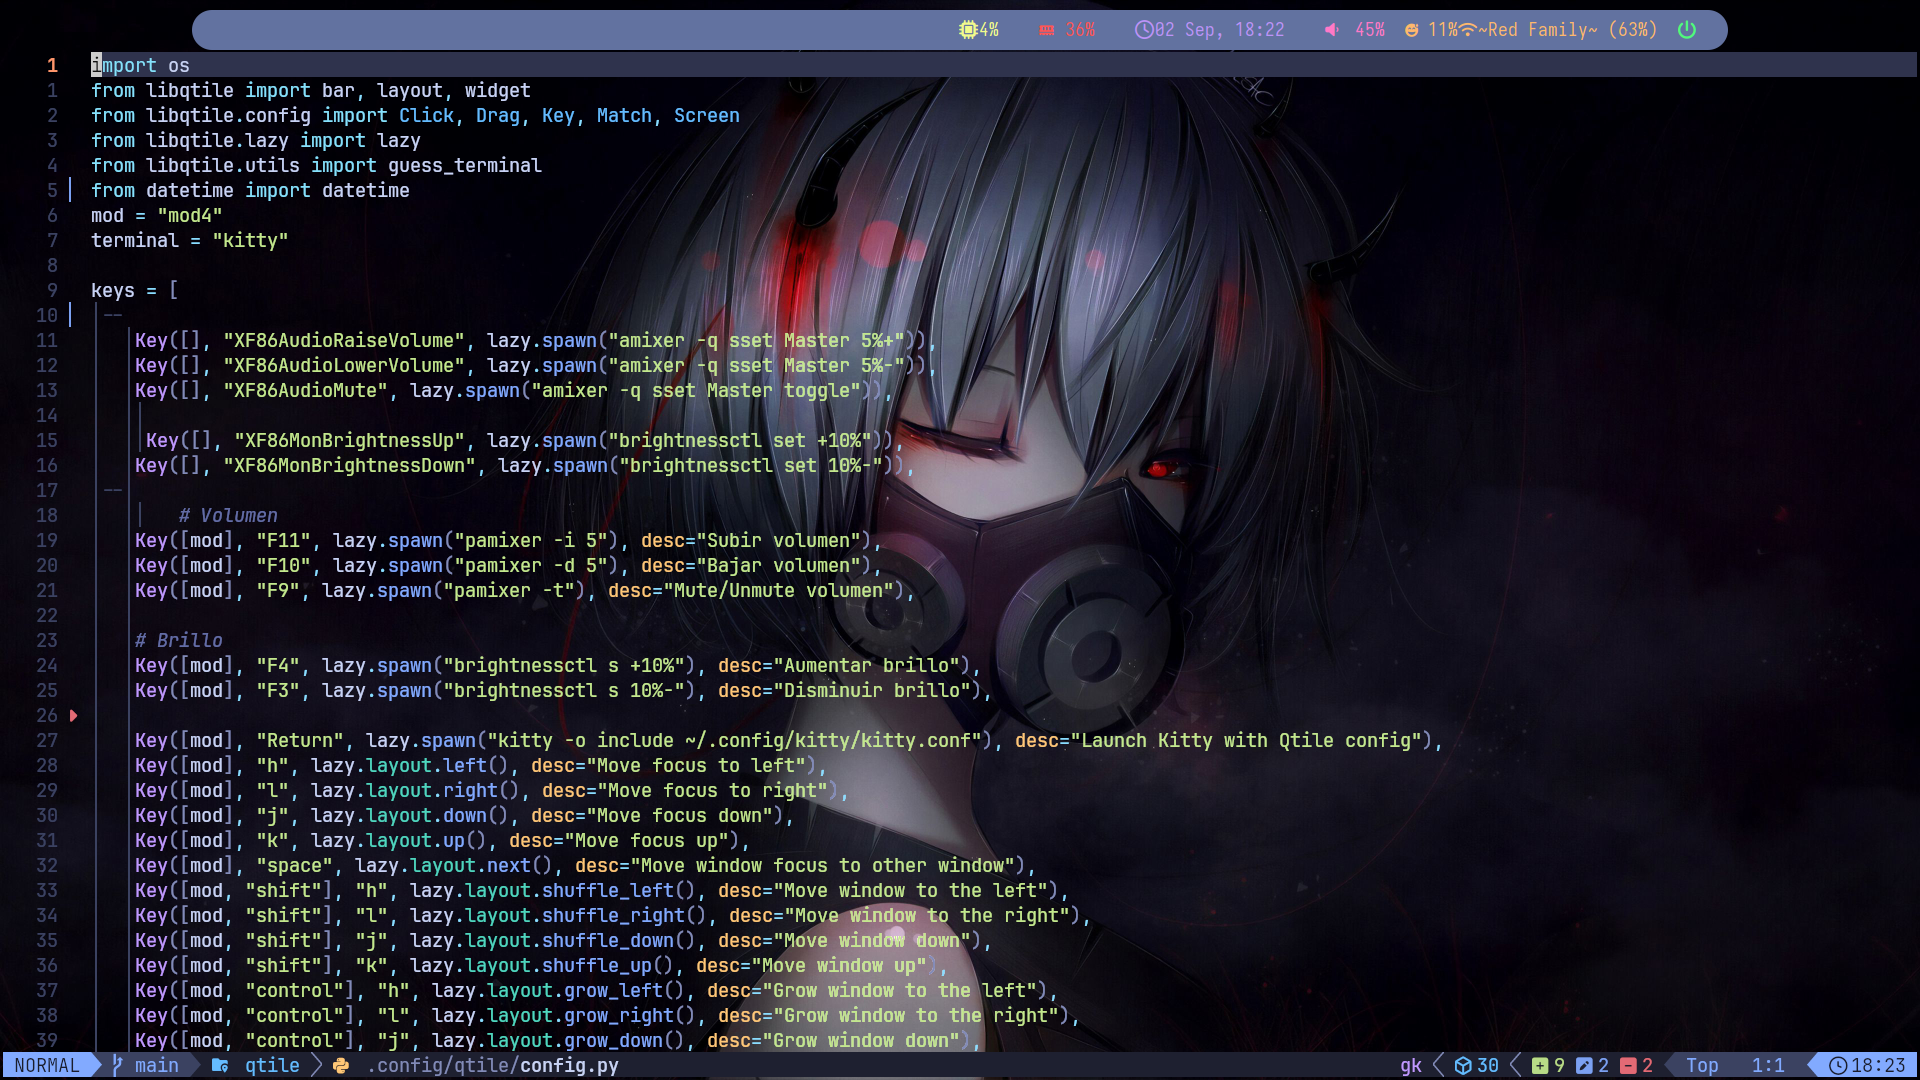 4% 36% 02 Sep, 18:22 45% 11% ~Red Family~ (63%)
1 import os
1 from libqtile import bar, layout, widget
2 from libqtile.config import Click, Drag, Key, Match, Screen
3 from libqtile.lazy import lazy
4 from libqtile.utils import guess_terminal
5 from datetime import datetime
6 mod = "mod4"
7 terminal = "kitty"
8
9 keys = [
10
11 Key([], "XF86AudioRaiseVolume", lazy.spawn("amixer -q sset Master 5%+")),
12 Key([], "XF86AudioLowerVolume", lazy.spawn("amixer -q sset Master 5%-")),
13 Key([], "XF86AudioMute", lazy.spawn("amixer -q sset Master toggle")),
14
15 Key([], "XF86MonBrightnessUp", lazy.spawn("brightnessctl set +10%")),
16 Key([], "XF86MonBrightnessDown", lazy.spawn("brightnessctl set 10%-")),
17
18 # Volumen
19 Key([mod], "F11", lazy.spawn("pamixer -i 5"), desc="Subir volumen"),
20 Key([mod], "F10", lazy.spawn("pamixer -d 5"), desc="Bajar volumen"),
21 Key([mod], "F9", lazy.spawn("pamixer -t"), desc="Mute/Unmute volumen"),
22
23 # Brillo
24 Key([mod], "F4", lazy.spawn("brightnessctl s +10%"), desc="Aumentar brillo"),
25 Key([mod], "F3", lazy.spawn("brightnessctl s 10%-"), desc="Disminuir brillo"),
26
27 Key([mod], "Return", lazy.spawn("kitty -o include ~/.config/kitty/kitty.conf"), desc="Launch Kitty with Qtile config"),
28 Key([mod], "h", lazy.layout.left(), desc="Move focus to left"),
29 Key([mod], "l", lazy.layout.right(), desc="Move focus to right"),
30 Key([mod], "j", lazy.layout.down(), desc="Move focus down"),
31 Key([mod], "k", lazy.layout.up(), desc="Move focus up"),
32 Key([mod], "space", lazy.layout.next(), desc="Move window focus to other window"),
33 Key([mod, "shift"], "h", lazy.layout.shuffle_left(), desc="Move window to the left"),
34 Key([mod, "shift"], "l", lazy.layout.shuffle_right(), desc="Move window to the right"),
35 Key([mod, "shift"], "j", lazy.layout.shuffle_down(), desc="Move window down"),
36 Key([mod, "shift"], "k", lazy.layout.shuffle_up(), desc="Move window up"),
37 Key([mod, "control"], "h", lazy.layout.grow_left(), desc="Grow window to the left"),
38 Key([mod, "control"], "l", lazy.layout.grow_right(), desc="Grow window to the right"),
39 Key([mod, "control"], "j", lazy.layout.grow_down(), desc="Grow window down"),
NORMAL main qtile .config/qtile/config.py gk 30 9 2 2 Top 1:1 18:23